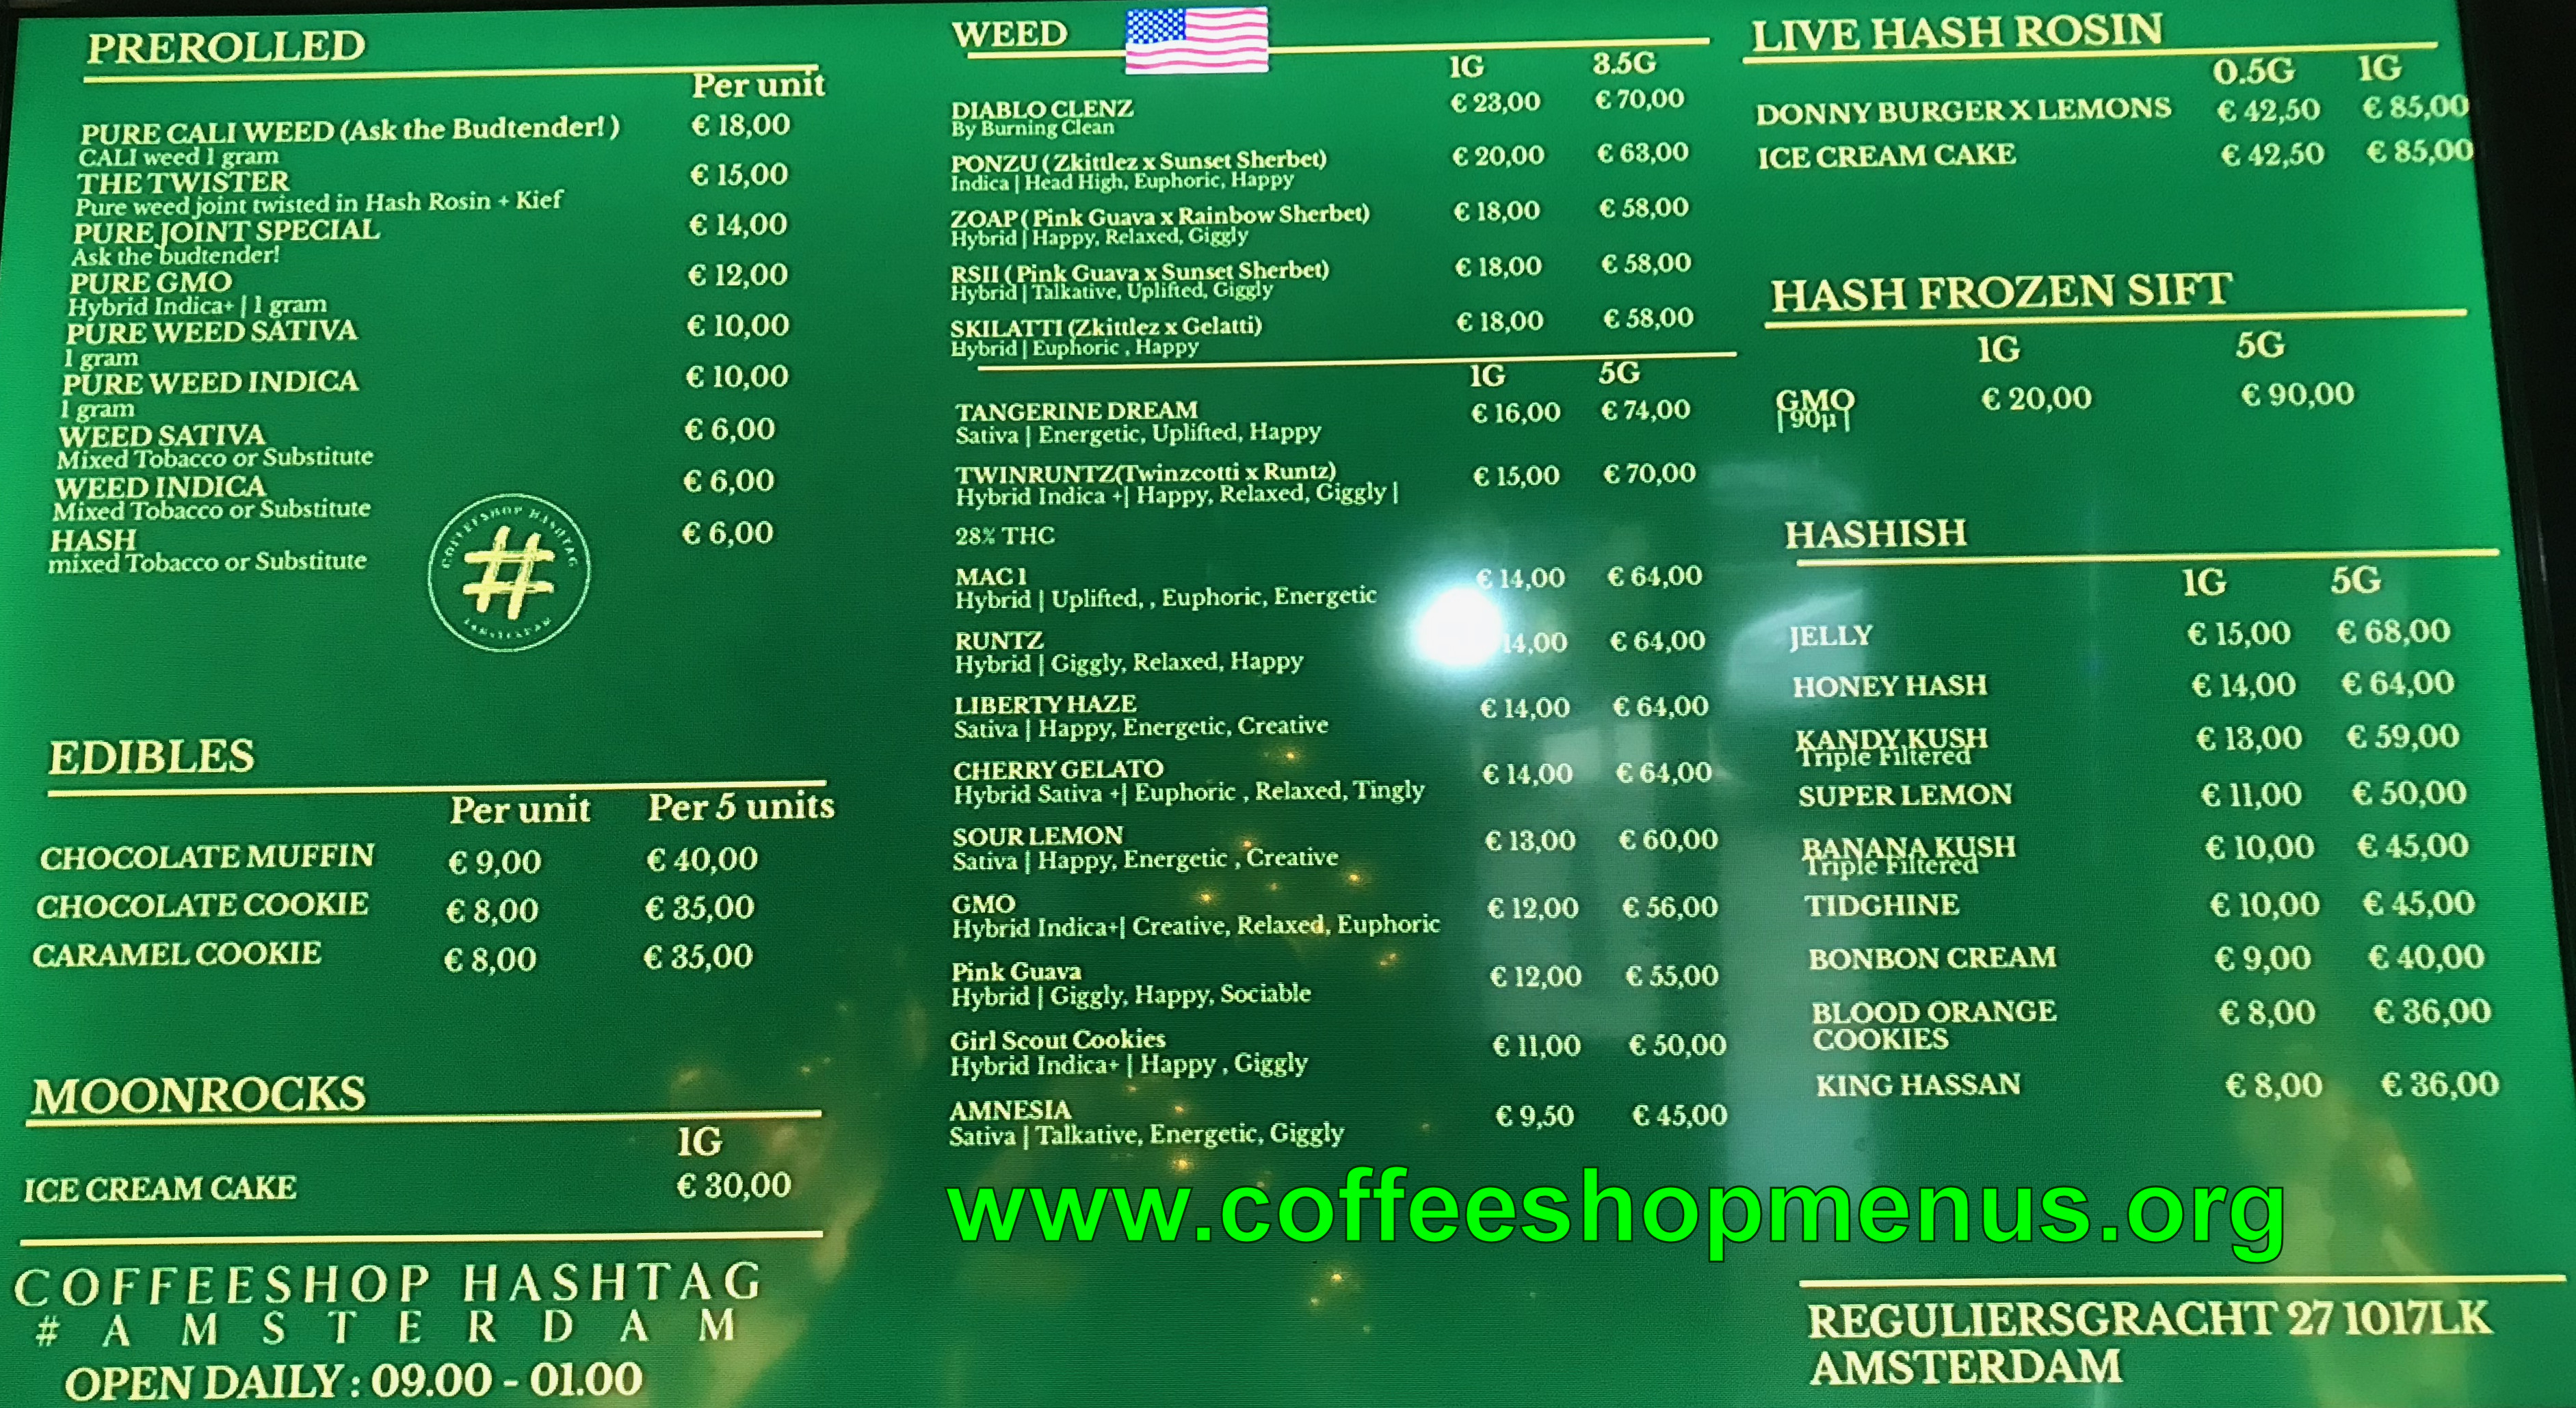 PREROLLED
Per unit
PURE CALI WEED (Ask the Budtender! ) € 18,00
CALI weed 1 gram
THE TWISTER € 15,00
Pure weed joint twisted in Hash Rosin + Kief
PURE JOINT SPECIAL € 14,00
Ask the budtender!
PURE GMO € 12,00
Hybrid Indica+ | 1 gram
PURE WEED SATIVA € 10,00
1 gram
PURE WEED INDICA € 10,00
1 gram
WEED SATIVA € 6,00
Mixed Tobacco or Substitute
WEED INDICA € 6,00
Mixed Tobacco or Substitute
HASH € 6,00
mixed Tobacco or Substitute
COFFEESHOP HASHTAG
#
AMSTERDAM
EDIBLES
Per unit Per 5 units
CHOCOLATE MUFFIN € 9,00 € 40,00
CHOCOLATE COOKIE € 8,00 € 35,00
CARAMEL COOKIE € 8,00 € 35,00
MOONROCKS
1G
ICE CREAM CAKE € 30,00
COFFEESHOP HASHTAG
# A M S T E R D A M
OPEN DAILY : 09.00 - 01.00
WEED
1G 3.5G
DIABLO CLENZ € 23,00 € 70,00
By Burning Clean
PONZU ( Zkittlez x Sunset Sherbet) € 20,00 € 63,00
Indica | Head High, Euphoric, Happy
ZOAP ( Pink Guava x Rainbow Sherbet) € 18,00 € 58,00
Hybrid | Happy, Relaxed, Giggly
RS11 ( Pink Guava x Sunset Sherbet) € 18,00 € 58,00
Hybrid | Talkative, Uplifted, Giggly
SKILATTI (Zkittlez x Gelatti) € 18,00 € 58,00
Hybrid | Euphoric , Happy
1G 5G
TANGERINE DREAM € 16,00 € 74,00
Sativa | Energetic, Uplifted, Happy
TWINRUNTZ(Twinzcotti x Runtz) € 15,00 € 70,00
Hybrid Indica +| Happy, Relaxed, Giggly |
28% THC
MAC 1 € 14,00 € 64,00
Hybrid | Uplifted, , Euphoric, Energetic
RUNTZ 14,00 € 64,00
Hybrid | Giggly, Relaxed, Happy
LIBERTY HAZE € 14,00 € 64,00
Sativa | Happy, Energetic, Creative
CHERRY GELATO € 14,00 € 64,00
Hybrid Sativa +| Euphoric , Relaxed, Tingly
SOUR LEMON € 13,00 € 60,00
Sativa | Happy, Energetic , Creative
GMO € 12,00 € 56,00
Hybrid Indica+| Creative, Relaxed, Euphoric
Pink Guava € 12,00 € 55,00
Hybrid | Giggly, Happy, Sociable
Girl Scout Cookies € 11,00 € 50,00
Hybrid Indica+ | Happy , Giggly
AMNESIA € 9,50 € 45,00
Sativa | Talkative, Energetic, Giggly
www.coffeeshopmenus.org
LIVE HASH ROSIN
0.5G 1G
DONNY BURGER X LEMONS € 42,50 € 85,00
ICE CREAM CAKE € 42,50 € 85,00
HASH FROZEN SIFT
1G 5G
GMO € 20,00 € 90,00
| 90µ |
HASHISH
1G 5G
JELLY € 15,00 € 68,00
HONEY HASH € 14,00 € 64,00
KANDY KUSH € 13,00 € 59,00
Triple Filtered
SUPER LEMON € 11,00 € 50,00
BANANA KUSH € 10,00 € 45,00
Triple Filtered
TIDGHINE € 10,00 € 45,00
BONBON CREAM € 9,00 € 40,00
BLOOD ORANGE € 8,00 € 36,00
COOKIES
KING HASSAN € 8,00 € 36,00
REGULIERSGRACHT 27 1017LK
AMSTERDAM